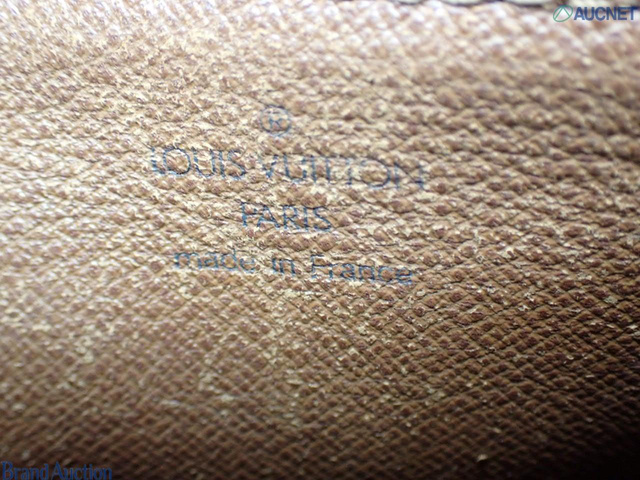 AUCNET
®
LOUIS VUITTON
PARIS
made in France
Brand Auction